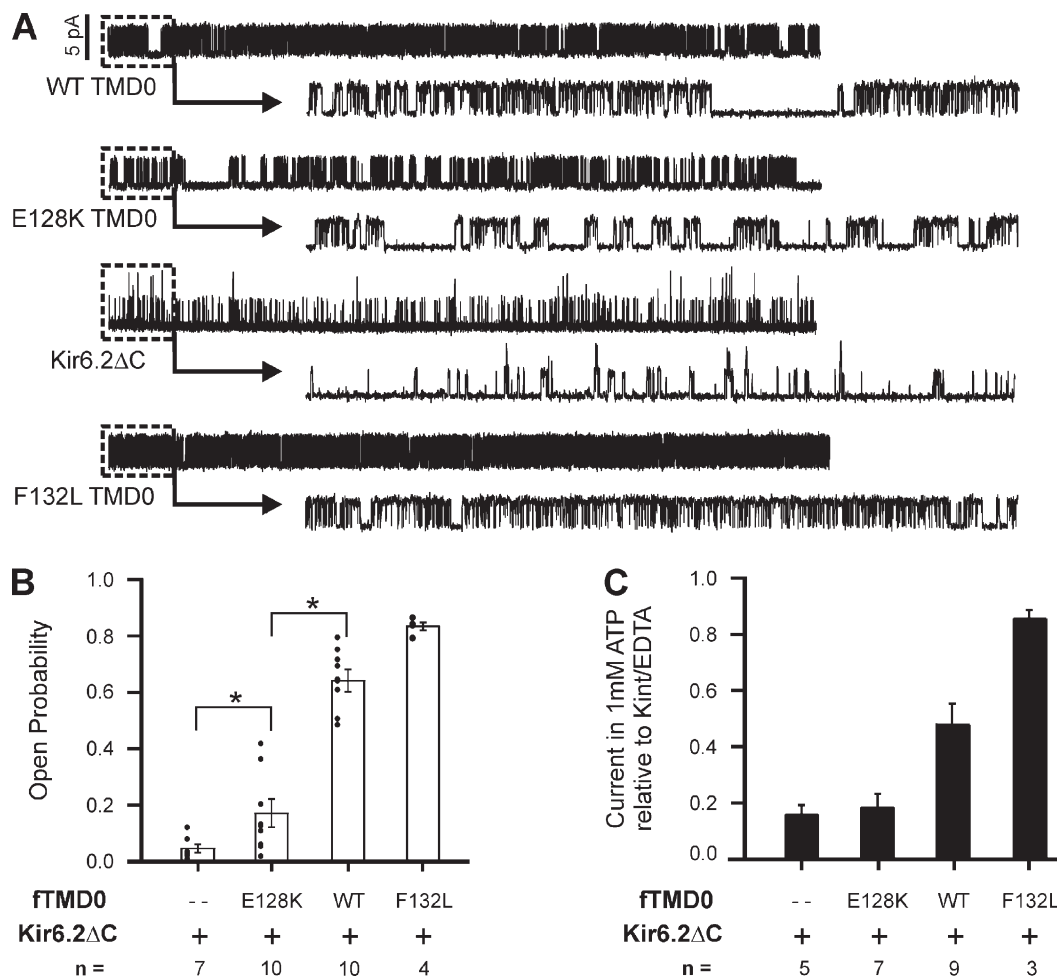 A
5 pA
WT TMD0
E128K TMD0
Kir6.2ΔC
F132L TMD0
B
Open Probability
1.0
0.8
0.6
0.4
0.2
0.0
*
*
fTMD0 -- E128K WT F132L
Kir6.2ΔC + + + +
n = 7 10 10 4
C
Current in 1mM ATP
relative to Kint/EDTA
1.0
0.8
0.6
0.4
0.2
0.0
fTMD0 -- E128K WT F132L
Kir6.2ΔC + + + +
n = 5 7 9 3